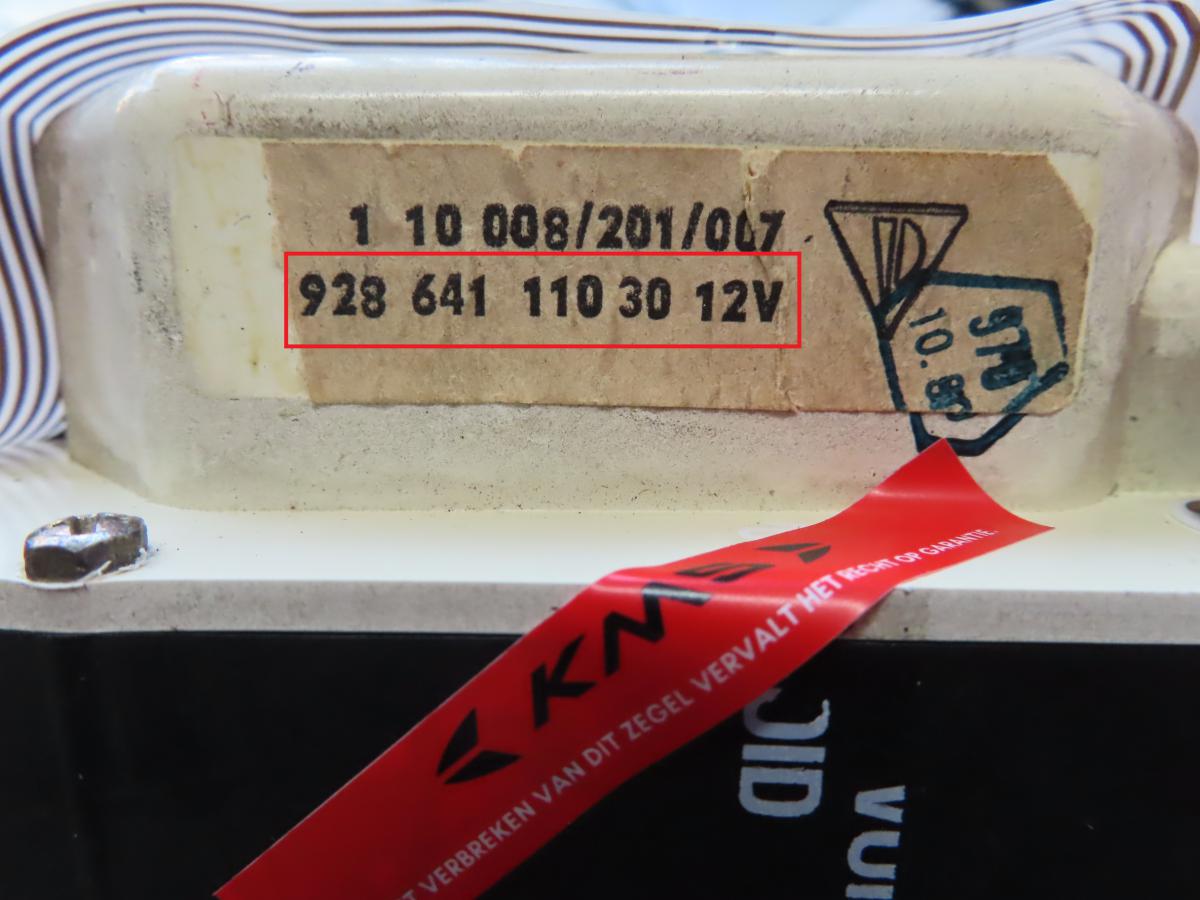 1 10 008/201/007
928 641 110 30 12V
10.
KMS
T VERBREKEN VAN DIT ZEGEL VERVALT HET RECHT OP GARANTIE.